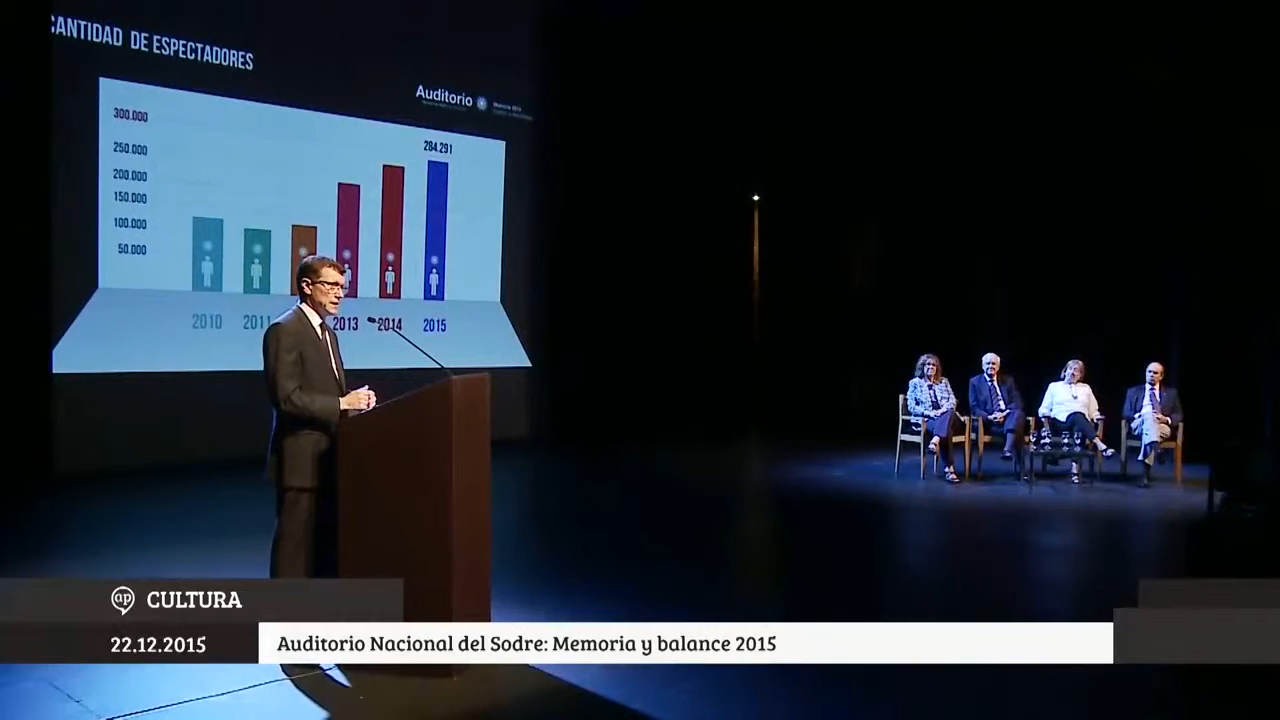 CANTIDAD DE ESPECTADORES
Auditorio
300.000
250.000
200.000
150.000
100.000
50.000
284.291
2010
2011
2013
2014
2015
ap
CULTURA
22.12.2015
Auditorio Nacional del Sodre: Memoria y balance 2015